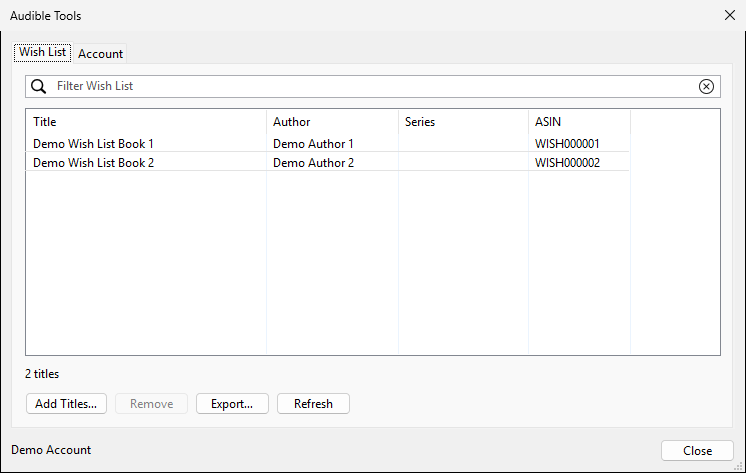 Audible Tools
Wish List Account
Filter Wish List
Title Author Series ASIN
Demo Wish List Book 1 Demo Author 1 WISH000001
Demo Wish List Book 2 Demo Author 2 WISH000002
2 titles
Add Titles... Remove Export... Refresh
Demo Account Close